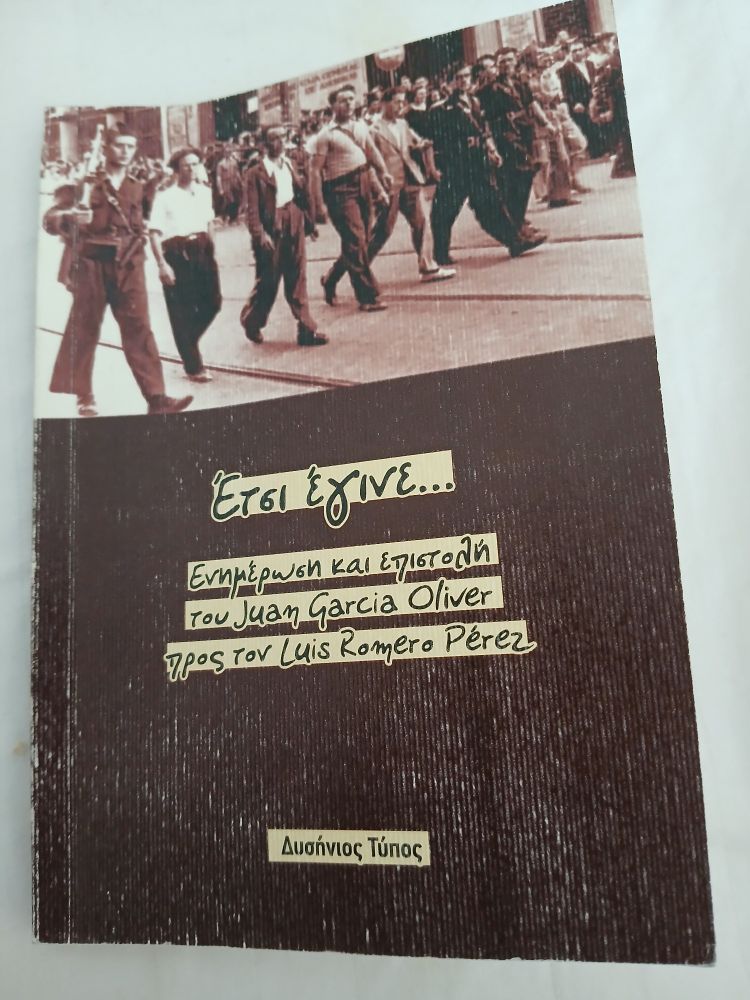 Έτσι έγινε...
Ενημέρωση και επιστολή
του Juan Garcia Oliver
προς τον Luis Romero Pérez
Δυσήνιος Τύπος